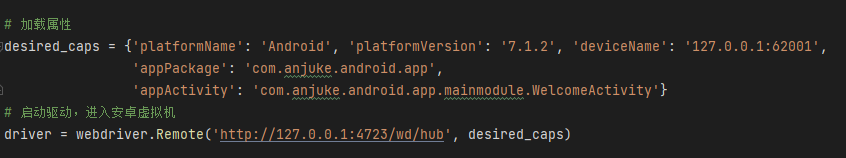 # 加载属性
desired_caps = {'platformName': 'Android', 'platformVersion': '7.1.2', 'deviceName': '127.0.0.1:62001',
'appPackage': 'com.anjuke.android.app',
'appActivity': 'com.anjuke.android.app.mainmodule.WelcomeActivity'}
# 启动驱动，进入安卓虚拟机
driver = webdriver.Remote('http://127.0.0.1:4723/wd/hub', desired_caps)